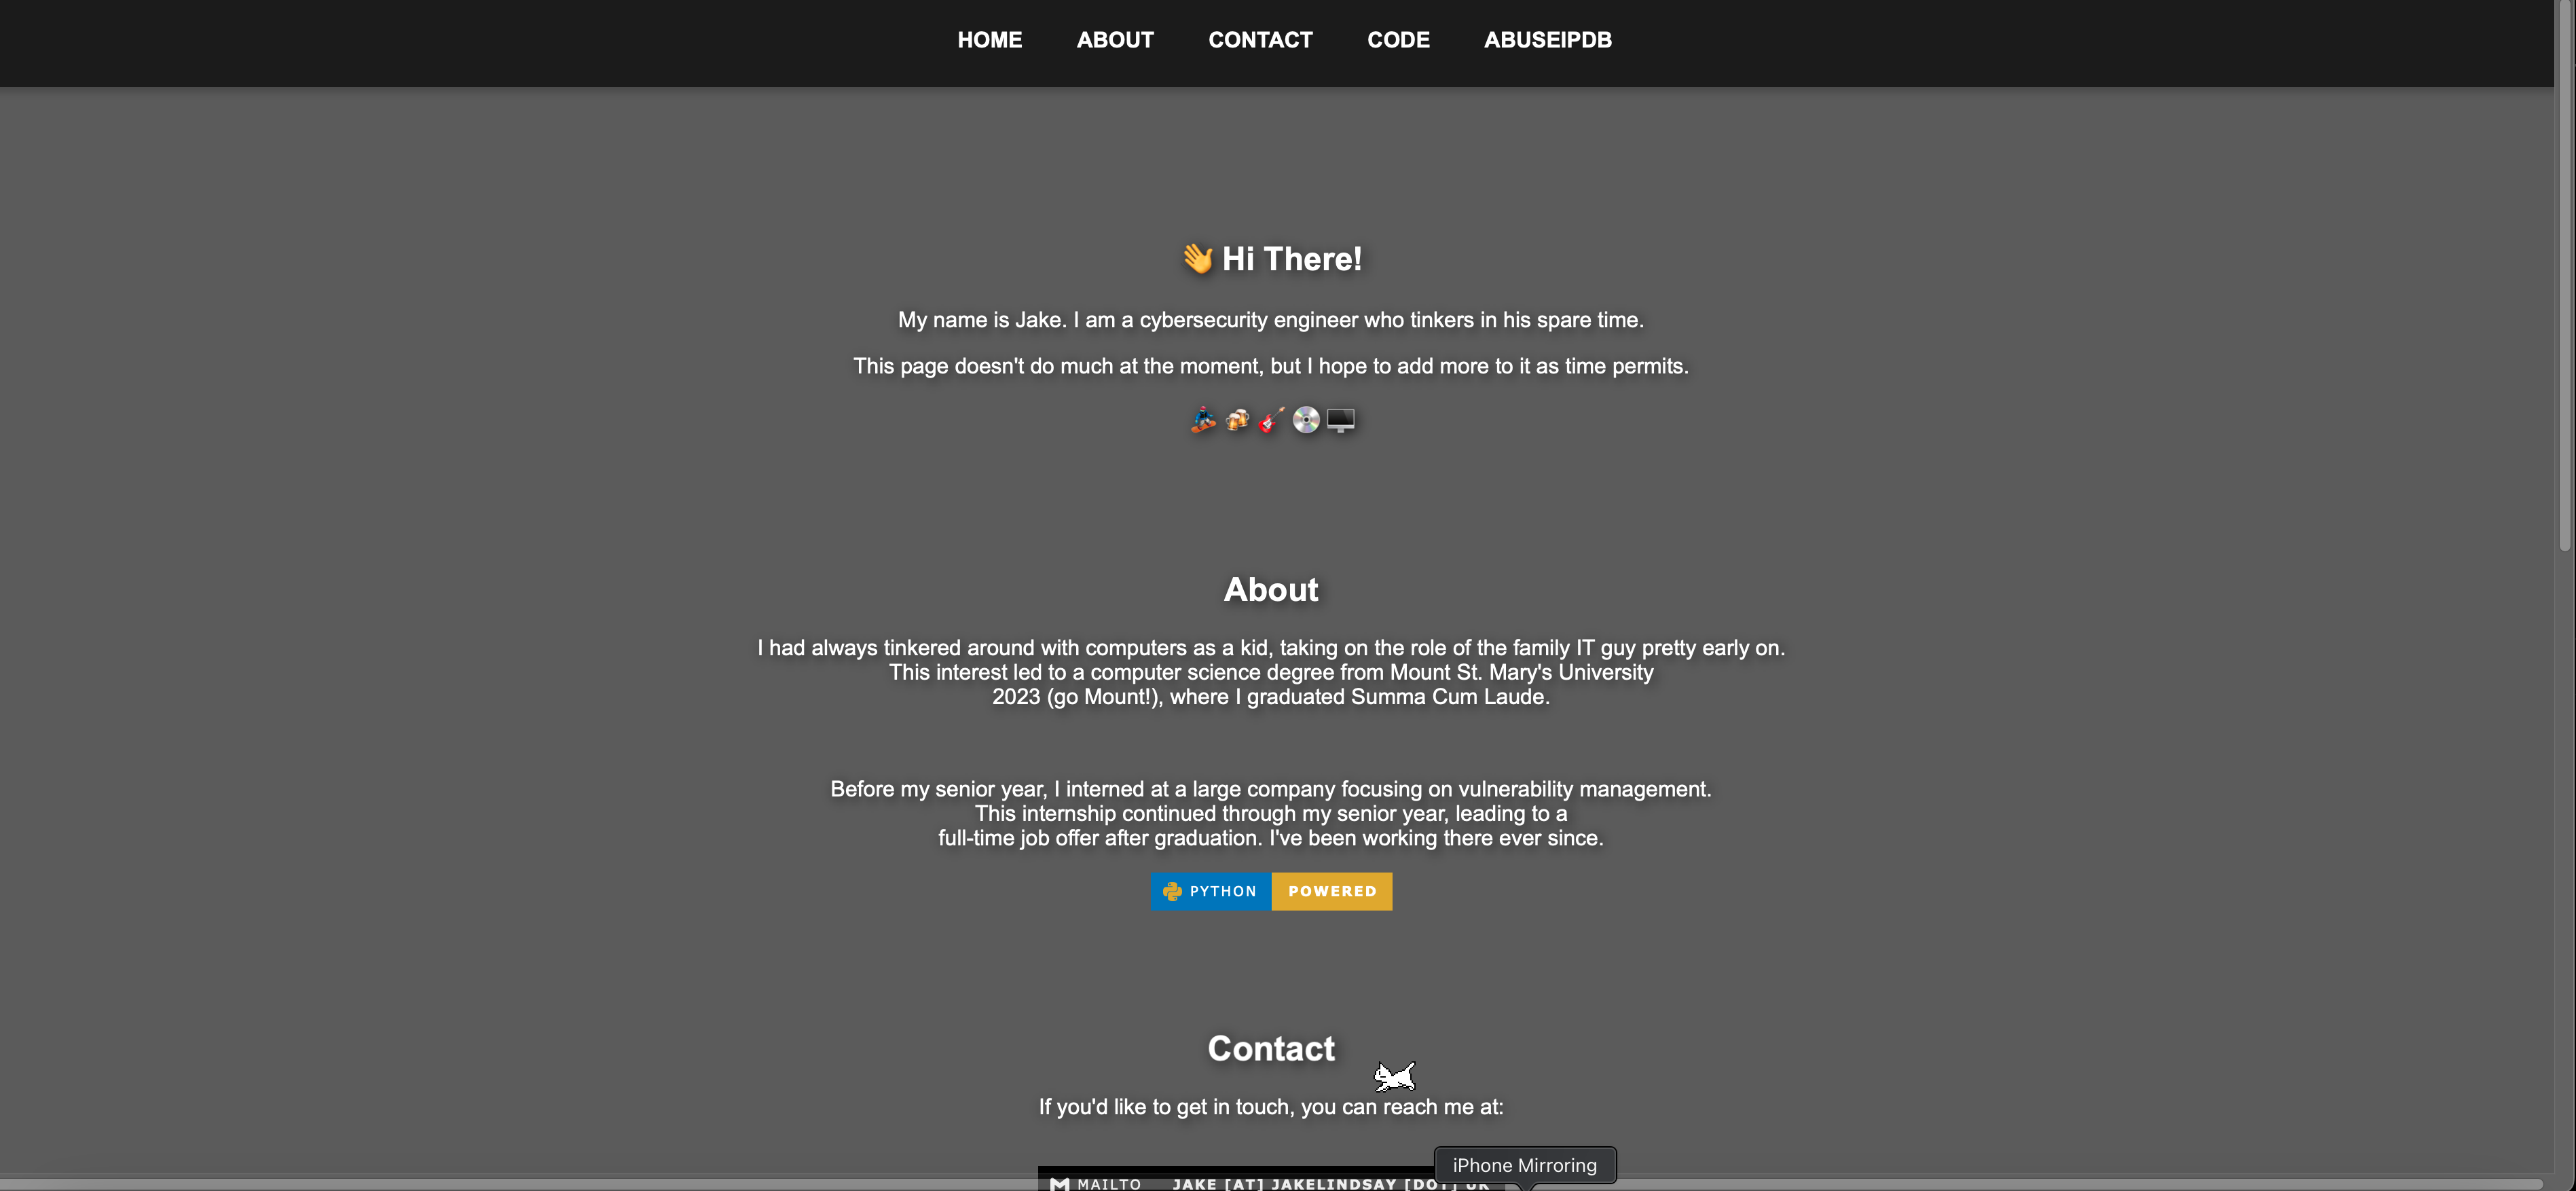 HOME ABOUT CONTACT CODE ABUSEIPDB
👋 Hi There!
My name is Jake. I am a cybersecurity engineer who tinkers in his spare time.
This page doesn't do much at the moment, but I hope to add more to it as time permits.
🏂 🍻 🎸 💿 🖥️
About
I had always tinkered around with computers as a kid, taking on the role of the family IT guy pretty early on.
This interest led to a computer science degree from Mount St. Mary's University
2023 (go Mount!), where I graduated Summa Cum Laude.
Before my senior year, I interned at a large company focusing on vulnerability management.
This internship continued through my senior year, leading to a
full-time job offer after graduation. I've been working there ever since.
PYTHON POWERED
Contact
If you'd like to get in touch, you can reach me at:
iPhone Mirroring
MAILTO JAKE [AT] JAKELINDSAY [DOT] UK